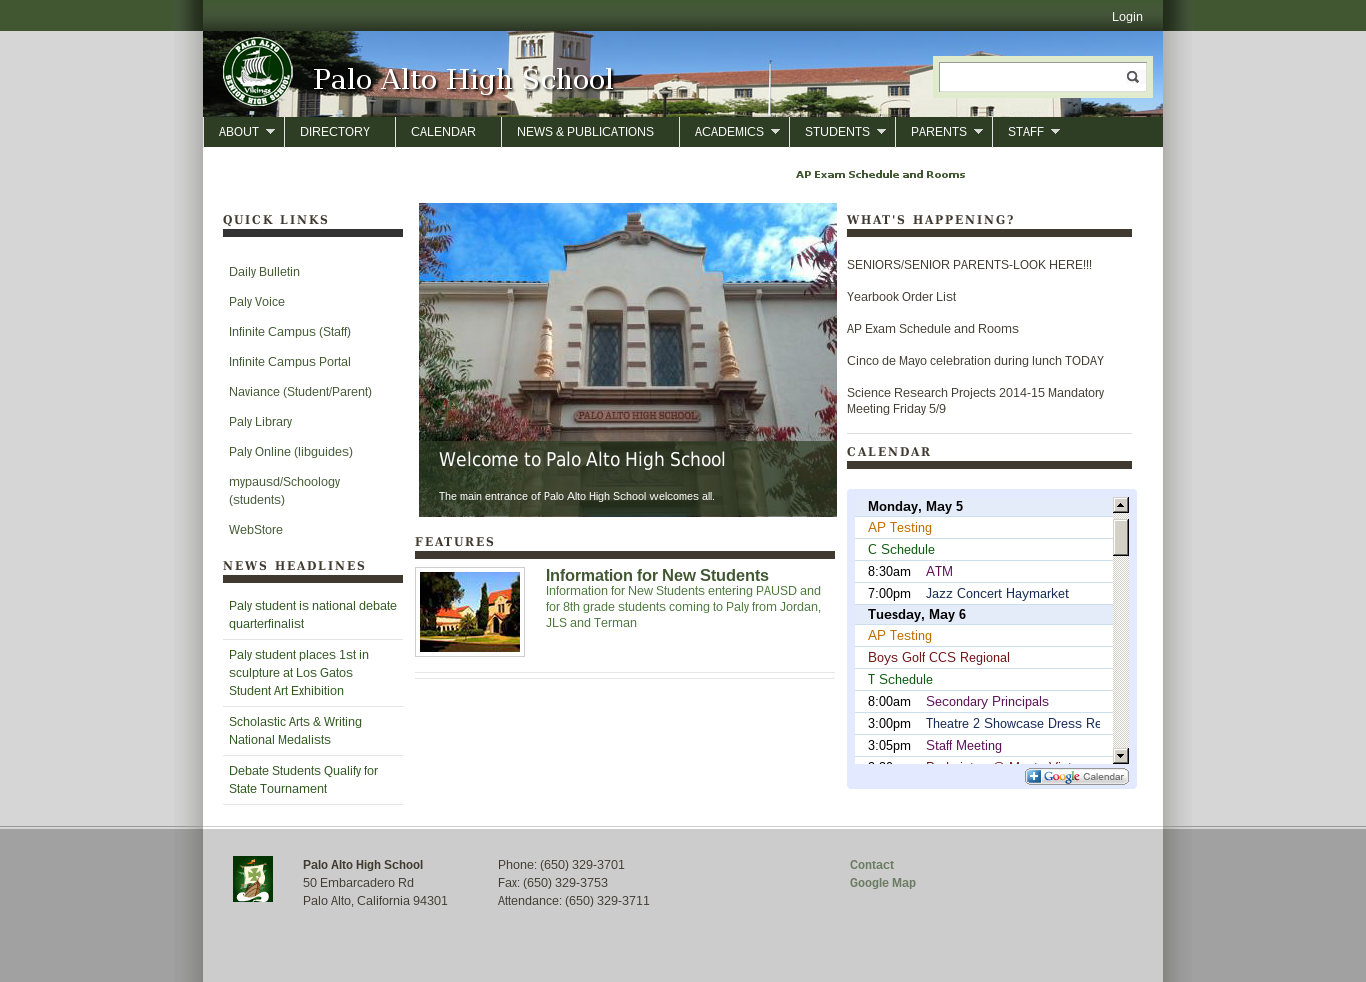 Login
PALO ALTO
Vikings
SENIOR HIGH SCHOOL
Palo Alto High School
ABOUT
DIRECTORY
CALENDAR
NEWS & PUBLICATIONS
ACADEMICS
STUDENTS
PARENTS
STAFF
AP Exam Schedule and Rooms
QUICK LINKS
Daily Bulletin
Paly Voice
Infinite Campus (Staff)
Infinite Campus Portal
Naviance (Student/Parent)
Paly Library
Paly Online (libguides)
mypausd/Schoology
(students)
WebStore
NEWS HEADLINES
Paly student is national debate
quarterfinalist
Paly student places 1st in
sculpture at Los Gatos
Student Art Exhibition
Scholastic Arts & Writing
National Medalists
Debate Students Qualify for
State Tournament
PALO ALTO HIGH SCHOOL
Welcome to Palo Alto High School
The main entrance of Palo Alto High School welcomes all.
FEATURES
Information for New Students
Information for New Students entering PAUSD and
for 8th grade students coming to Paly from Jordan,
JLS and Terman
WHAT'S HAPPENING?
SENIORS/SENIOR PARENTS-LOOK HERE!!!
Yearbook Order List
AP Exam Schedule and Rooms
Cinco de Mayo celebration during lunch TODAY
Science Research Projects 2014-15 Mandatory
Meeting Friday 5/9
CALENDAR
Monday, May 5
AP Testing
C Schedule
8:30am ATM
7:00pm Jazz Concert Haymarket
Tuesday, May 6
AP Testing
Boys Golf CCS Regional
T Schedule
8:00am Secondary Principals
3:00pm Theatre 2 Showcase Dress Re
3:05pm Staff Meeting
Google Calendar
Palo Alto High School
50 Embarcadero Rd
Palo Alto, California 94301
Phone: (650) 329-3701
Fax: (650) 329-3753
Attendance: (650) 329-3711
Contact
Google Map